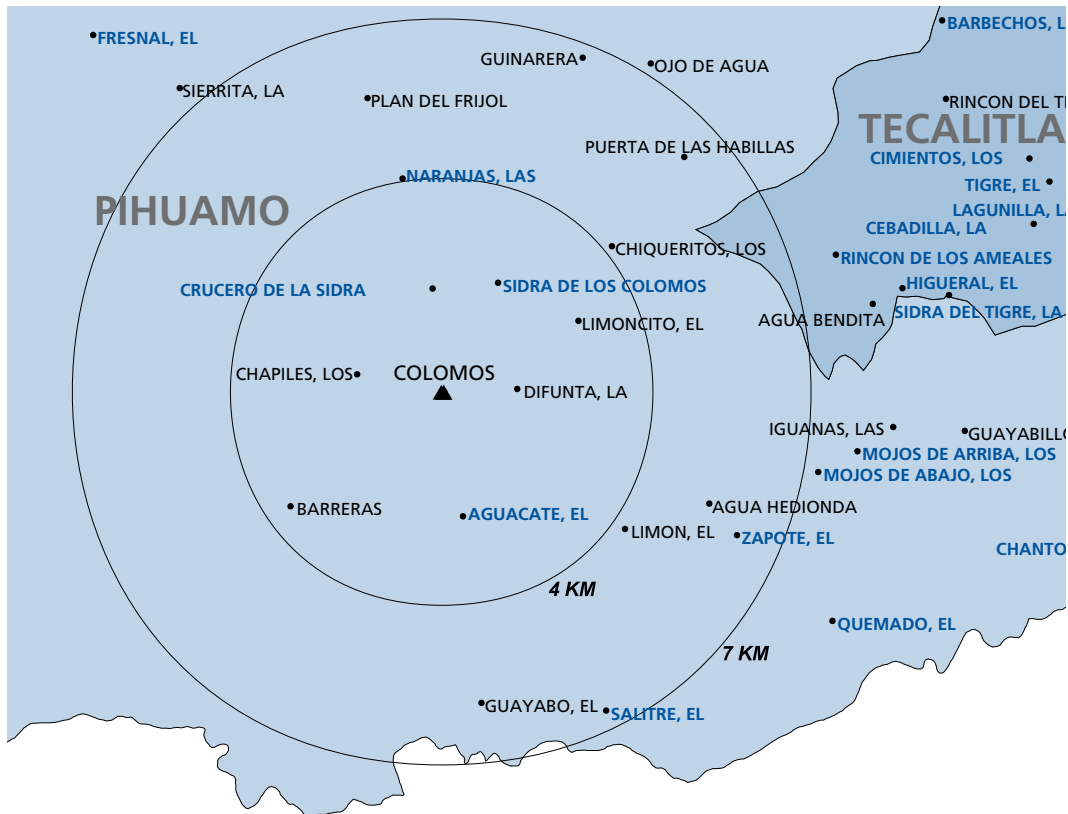 BARBECHOS, L
FRESNAL, EL
GUINARERA
OJO DE AGUA
SIERRITA, LA
PLAN DEL FRIJOL
RINCON DEL TI
TECALITLA
PUERTA DE LAS HABILLAS
CIMIENTOS, LOS
NARANJAS, LAS
TIGRE, EL
PIHUAMO
LAGUNILLA, LA
CEBADILLA, LA
CHIQUERITOS, LOS
RINCON DE LOS AMEALES
CRUCERO DE LA SIDRA
SIDRA DE LOS COLOMOS
HIGUERAL, EL
SIDRA DEL TIGRE, LA
LIMONCITO, EL
AGUA BENDITA
CHAPILES, LOS
COLOMOS
DIFUNTA, LA
IGUANAS, LAS
GUAYABILLO
MOJOS DE ARRIBA, LOS
MOJOS DE ABAJO, LOS
BARRERAS
AGUACATE, EL
AGUA HEDIONDA
LIMON, EL
ZAPOTE, EL
CHANTO
4 KM
QUEMADO, EL
7 KM
GUAYABO, EL
SALITRE, EL